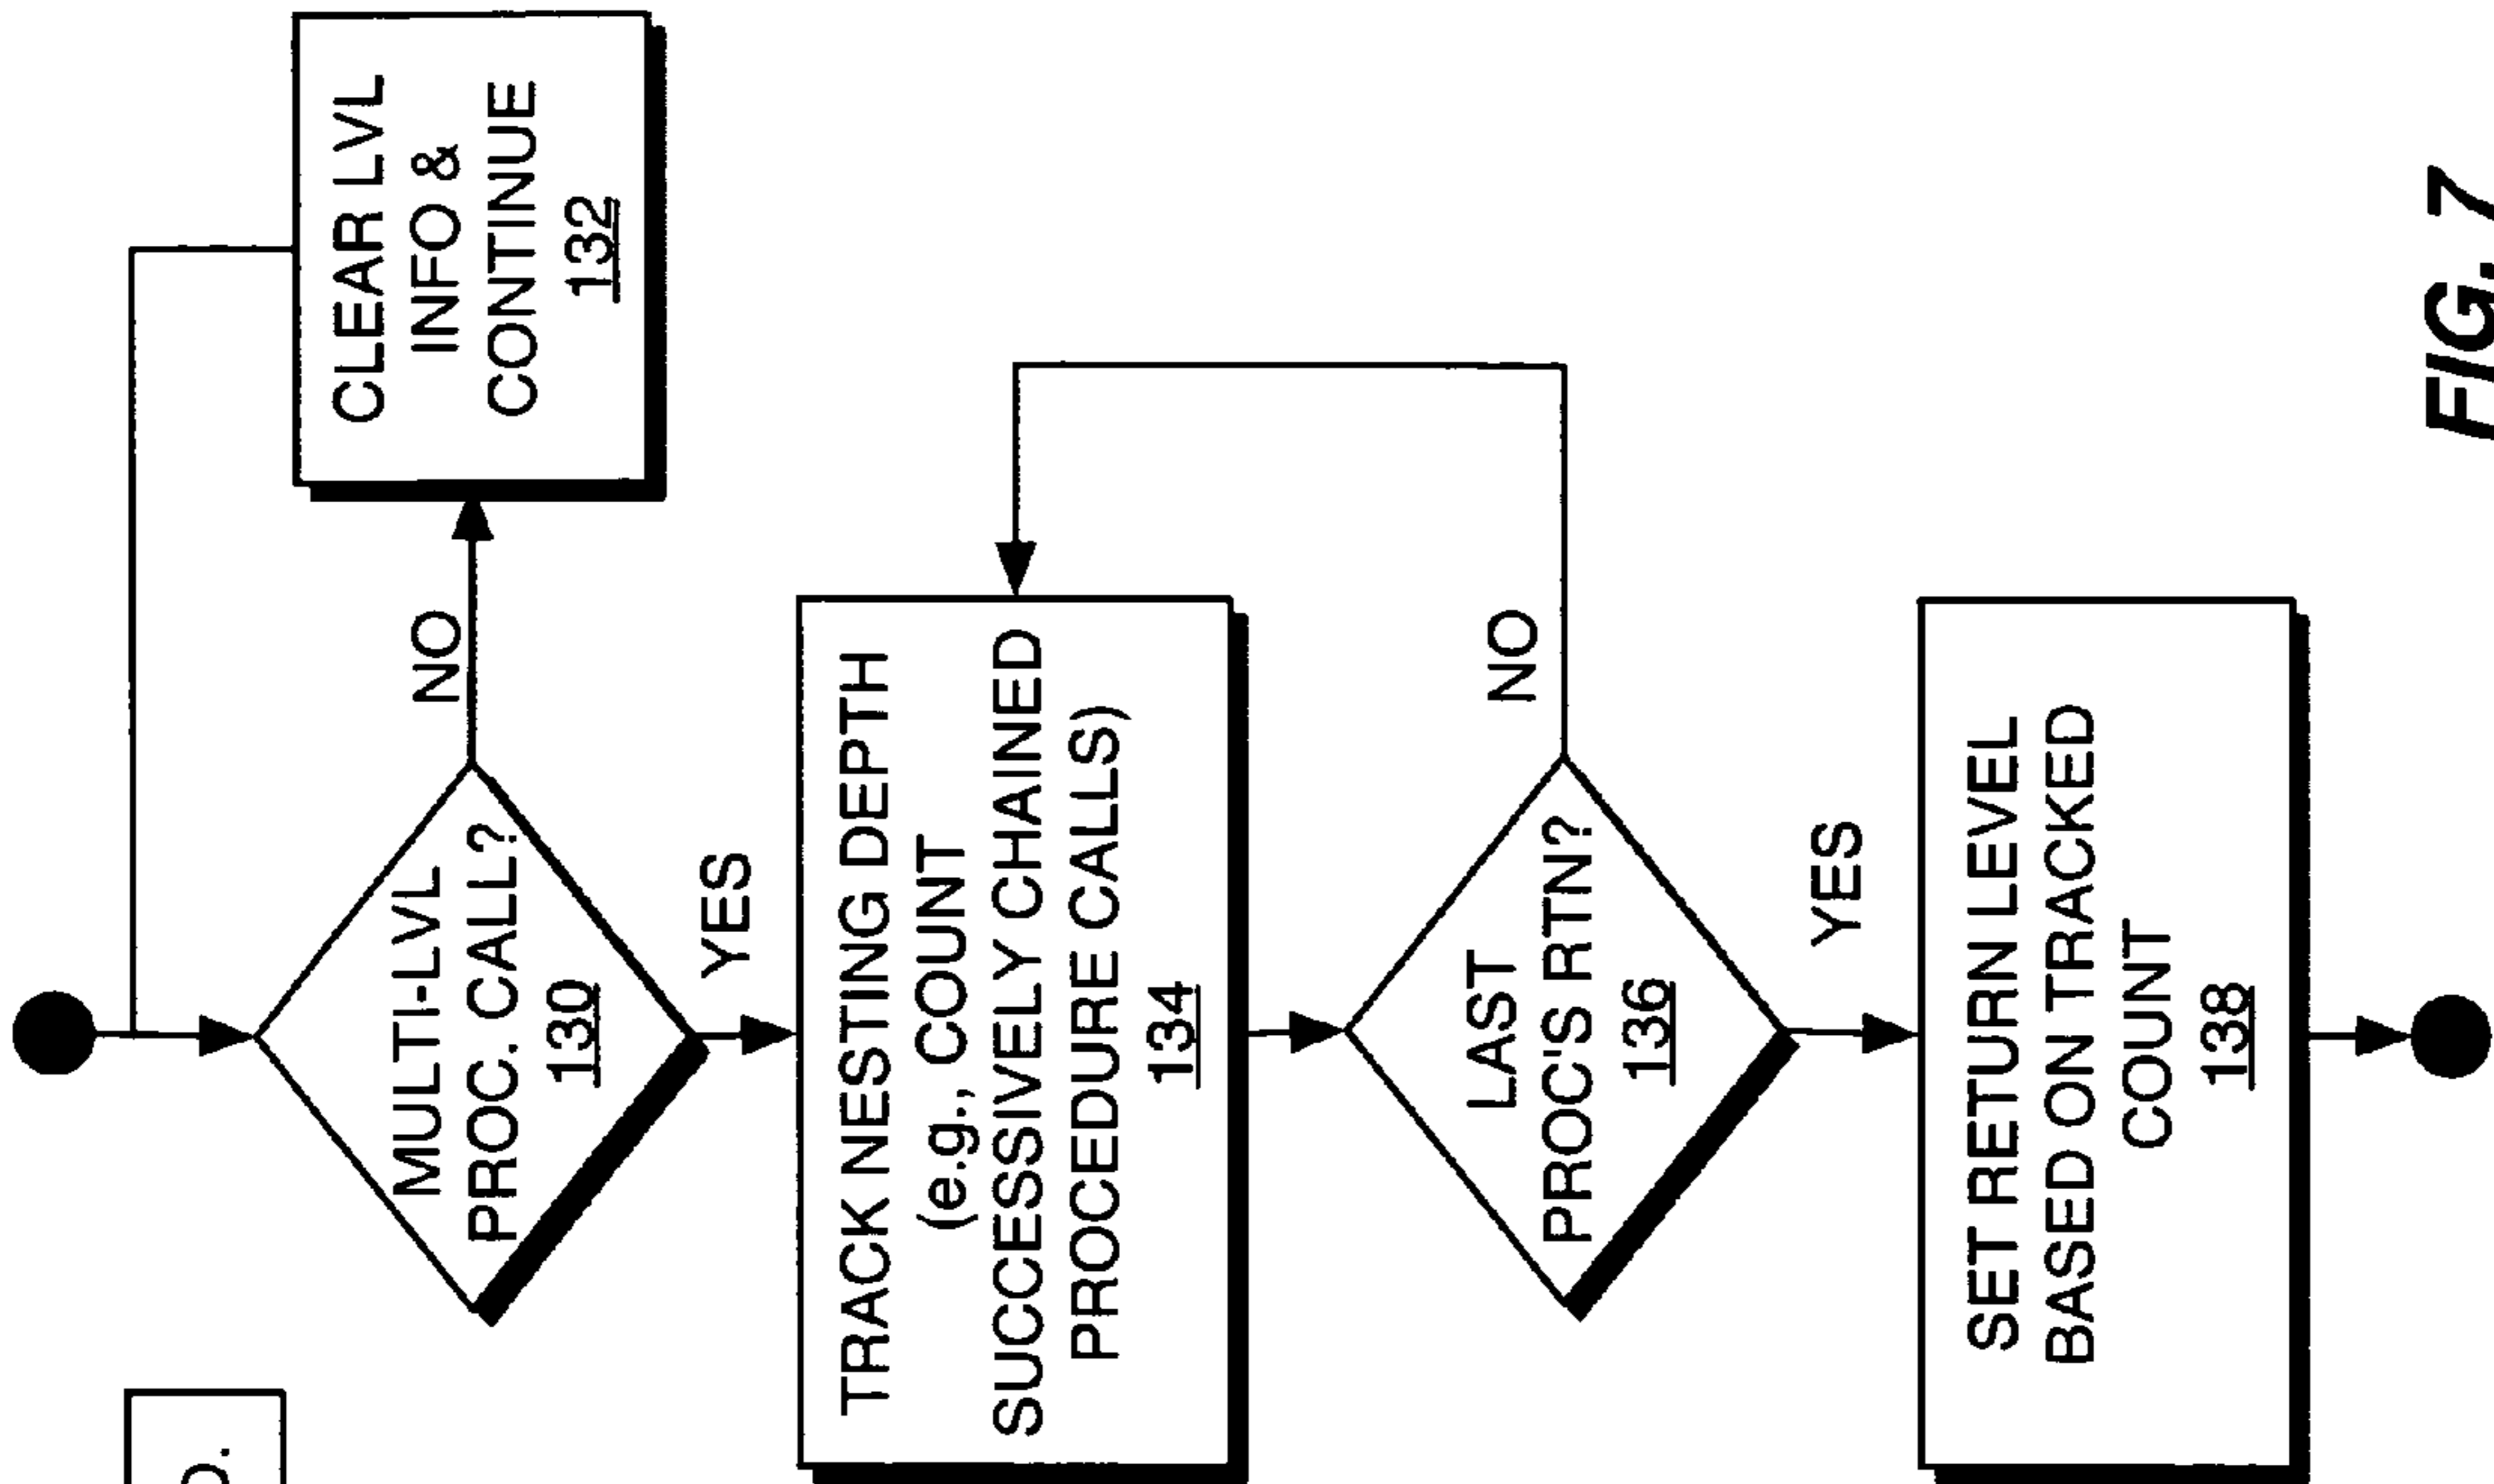 MULTI-LVL
PROC. CALL?
130
NO
CLEAR LVL
INFO &
CONTINUE
132
YES
TRACK NESTING DEPTH
(e.g., COUNT
SUCCESSIVELY CHAINED
PROCEDURE CALLS)
134
LAST
PROC'S RTN?
136
NO
YES
SET RETURN LEVEL
BASED ON TRACKED
COUNT
138
FIG. 7